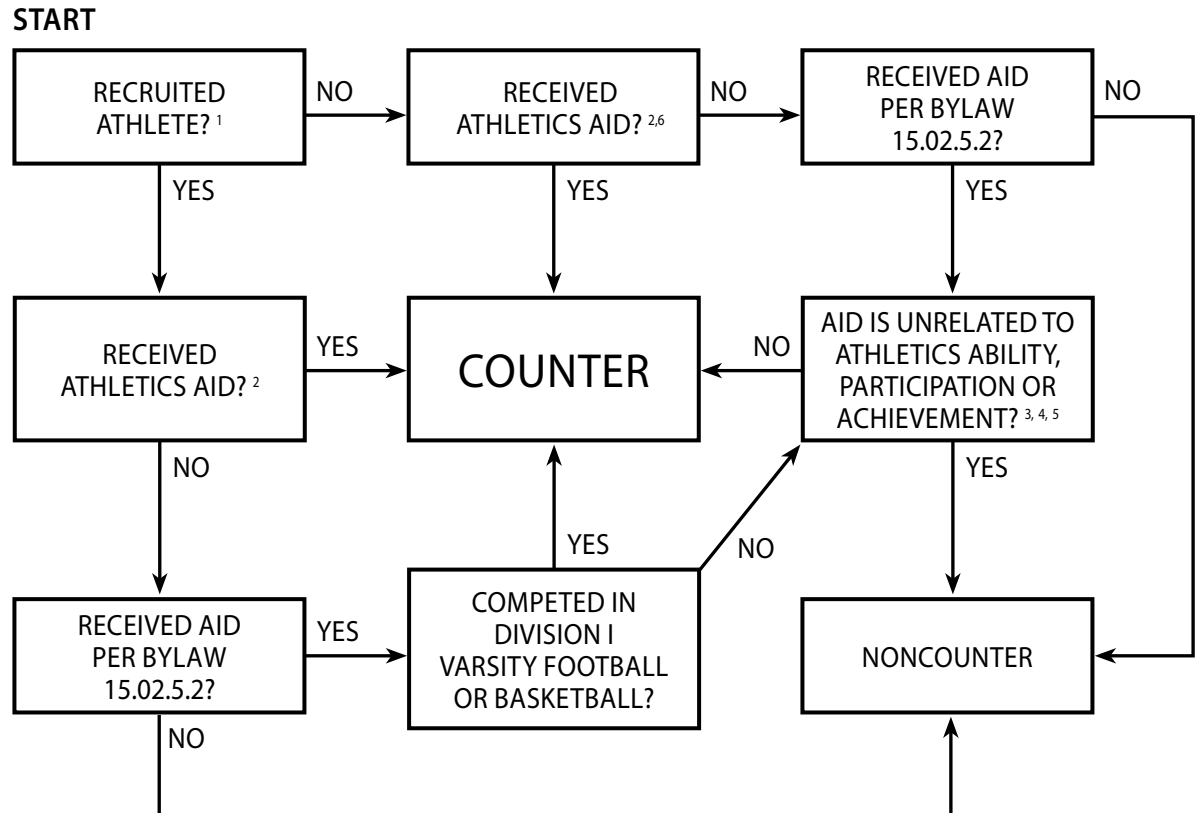 START
RECRUITED
ATHLETE? 1
NO
RECEIVED
ATHLETICS AID? 2,6
NO
RECEIVED AID
PER BYLAW
15.02.5.2?
NO
YES
YES
YES
RECEIVED
ATHLETICS AID? 2
YES
COUNTER
NO
AID IS UNRELATED TO
ATHLETICS ABILITY,
PARTICIPATION OR
ACHIEVEMENT? 3, 4, 5
NO
YES
NO
YES
RECEIVED AID
PER BYLAW
15.02.5.2?
YES
COMPETED IN
DIVISION I
VARSITY FOOTBALL
OR BASKETBALL?
NONCOUNTER
NO